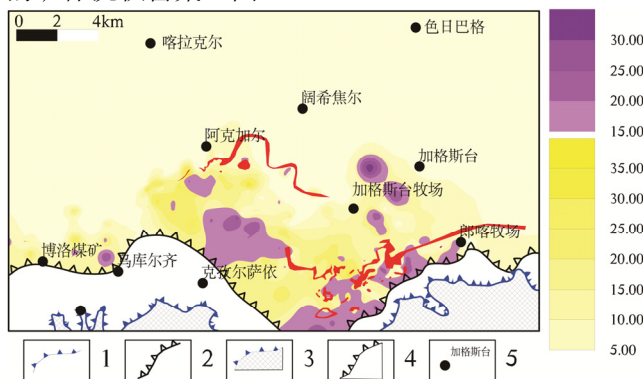 0 2 4km
色日巴格
喀拉克尔
阔希焦尔
阿克加尔
加格斯台
加格斯台牧场
郎喀牧场
博洛煤矿
马库尔齐
克孜尔萨依
30.00
25.00
20.00
15.00
35.00
30.00
25.00
20.00
15.00
10.00
5.00
1
2
3
4
加格斯台
5